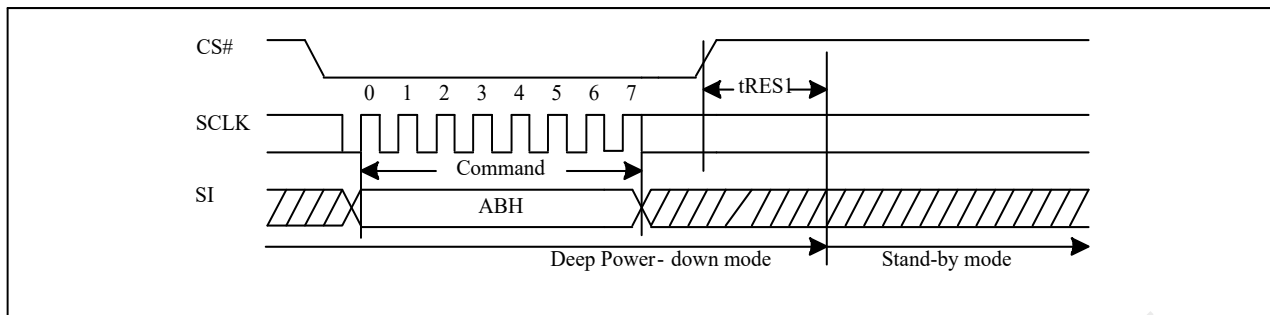 CS#
tRES1
0 1 2 3 4 5 6 7
SCLK
Command
SI
ABH
Deep Power- down mode
Stand-by mode